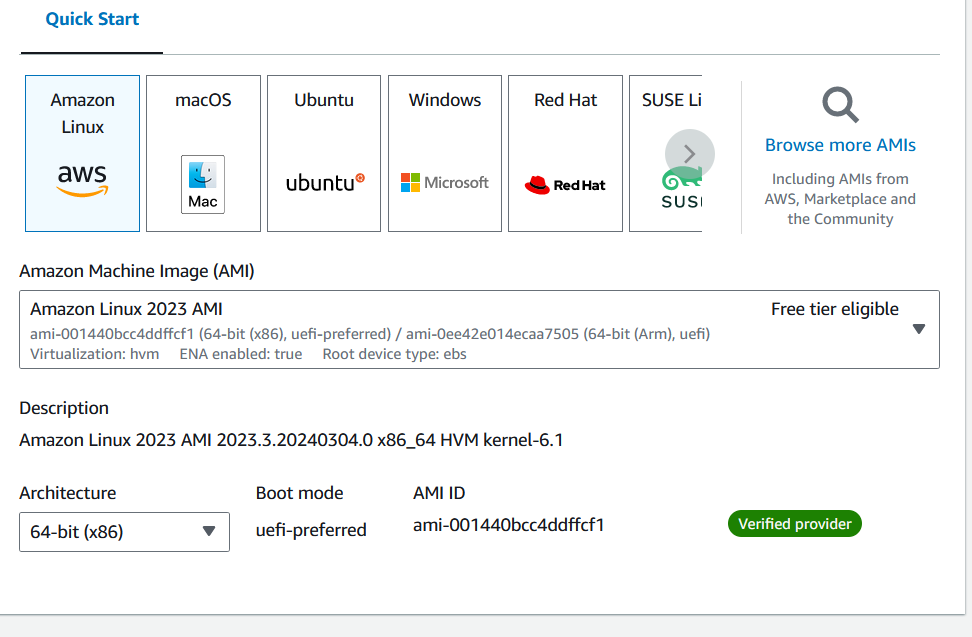 Quick Start
Amazon
Linux
aws
macOS
Mac
Ubuntu
ubuntu
Windows
Microsoft
Red Hat
Red Hat
SUSE Li
SUS
Browse more AMIs
Including AMIs from
AWS, Marketplace and
the Community
Amazon Machine Image (AMI)
Amazon Linux 2023 AMI
Free tier eligible
ami-001440bcc4ddffcf1 (64-bit (x86), uefi-preferred) / ami-0ee42e014ecaa7505 (64-bit (Arm), uefi)
Virtualization: hvm ENA enabled: true Root device type: ebs
Description
Amazon Linux 2023 AMI 2023.3.20240304.0 x86_64 HVM kernel-6.1
Architecture
Boot mode
AMI ID
64-bit (x86)
uefi-preferred
ami-001440bcc4ddffcf1
Verified provider